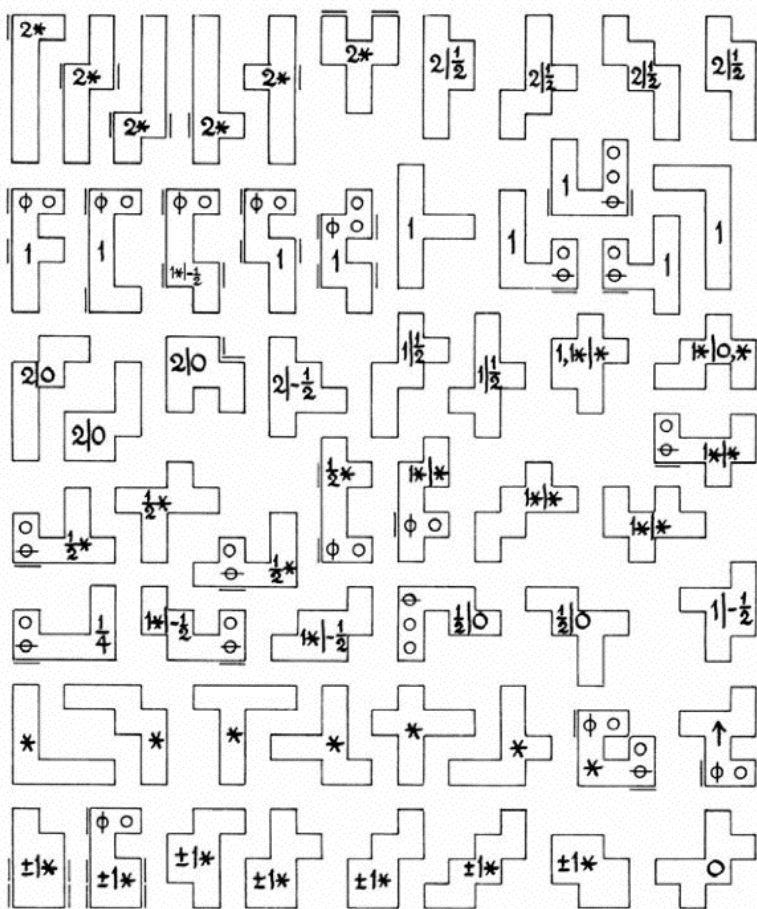 2* 2* 2* 2* 2* 2* 2|½ 2|½ 2|½ 2|½
ϕ ○ 1 ϕ ○ 1 ϕ ○ 1*|-½ ϕ ○ 1 ○ ϕ ○ 1 1 1 ○ ⊖ 1 ○ ○ ⊖ ○ ⊖ 1 1
2|0 2|0 2|0 2|-½ 1|½ 1|½ 1,1*|* 1*|0,*
○ ⊖ 1*|*
○ ⊖ ½* ½* ○ ⊖ ½* ½* ϕ ○ 1*|* ϕ ○ 1*|* 1*|*
○ ⊖ ¼ 1*|-½ ○ ⊖ 1*|-½ ⊖ ○ ○ ½|0 ½|0 1|-½
* * * * * * ϕ ○ * ○ ⊖ ↑ ϕ ○
±1* ϕ ○ ±1* ±1* ±1* ±1* ±1* ±1* 0